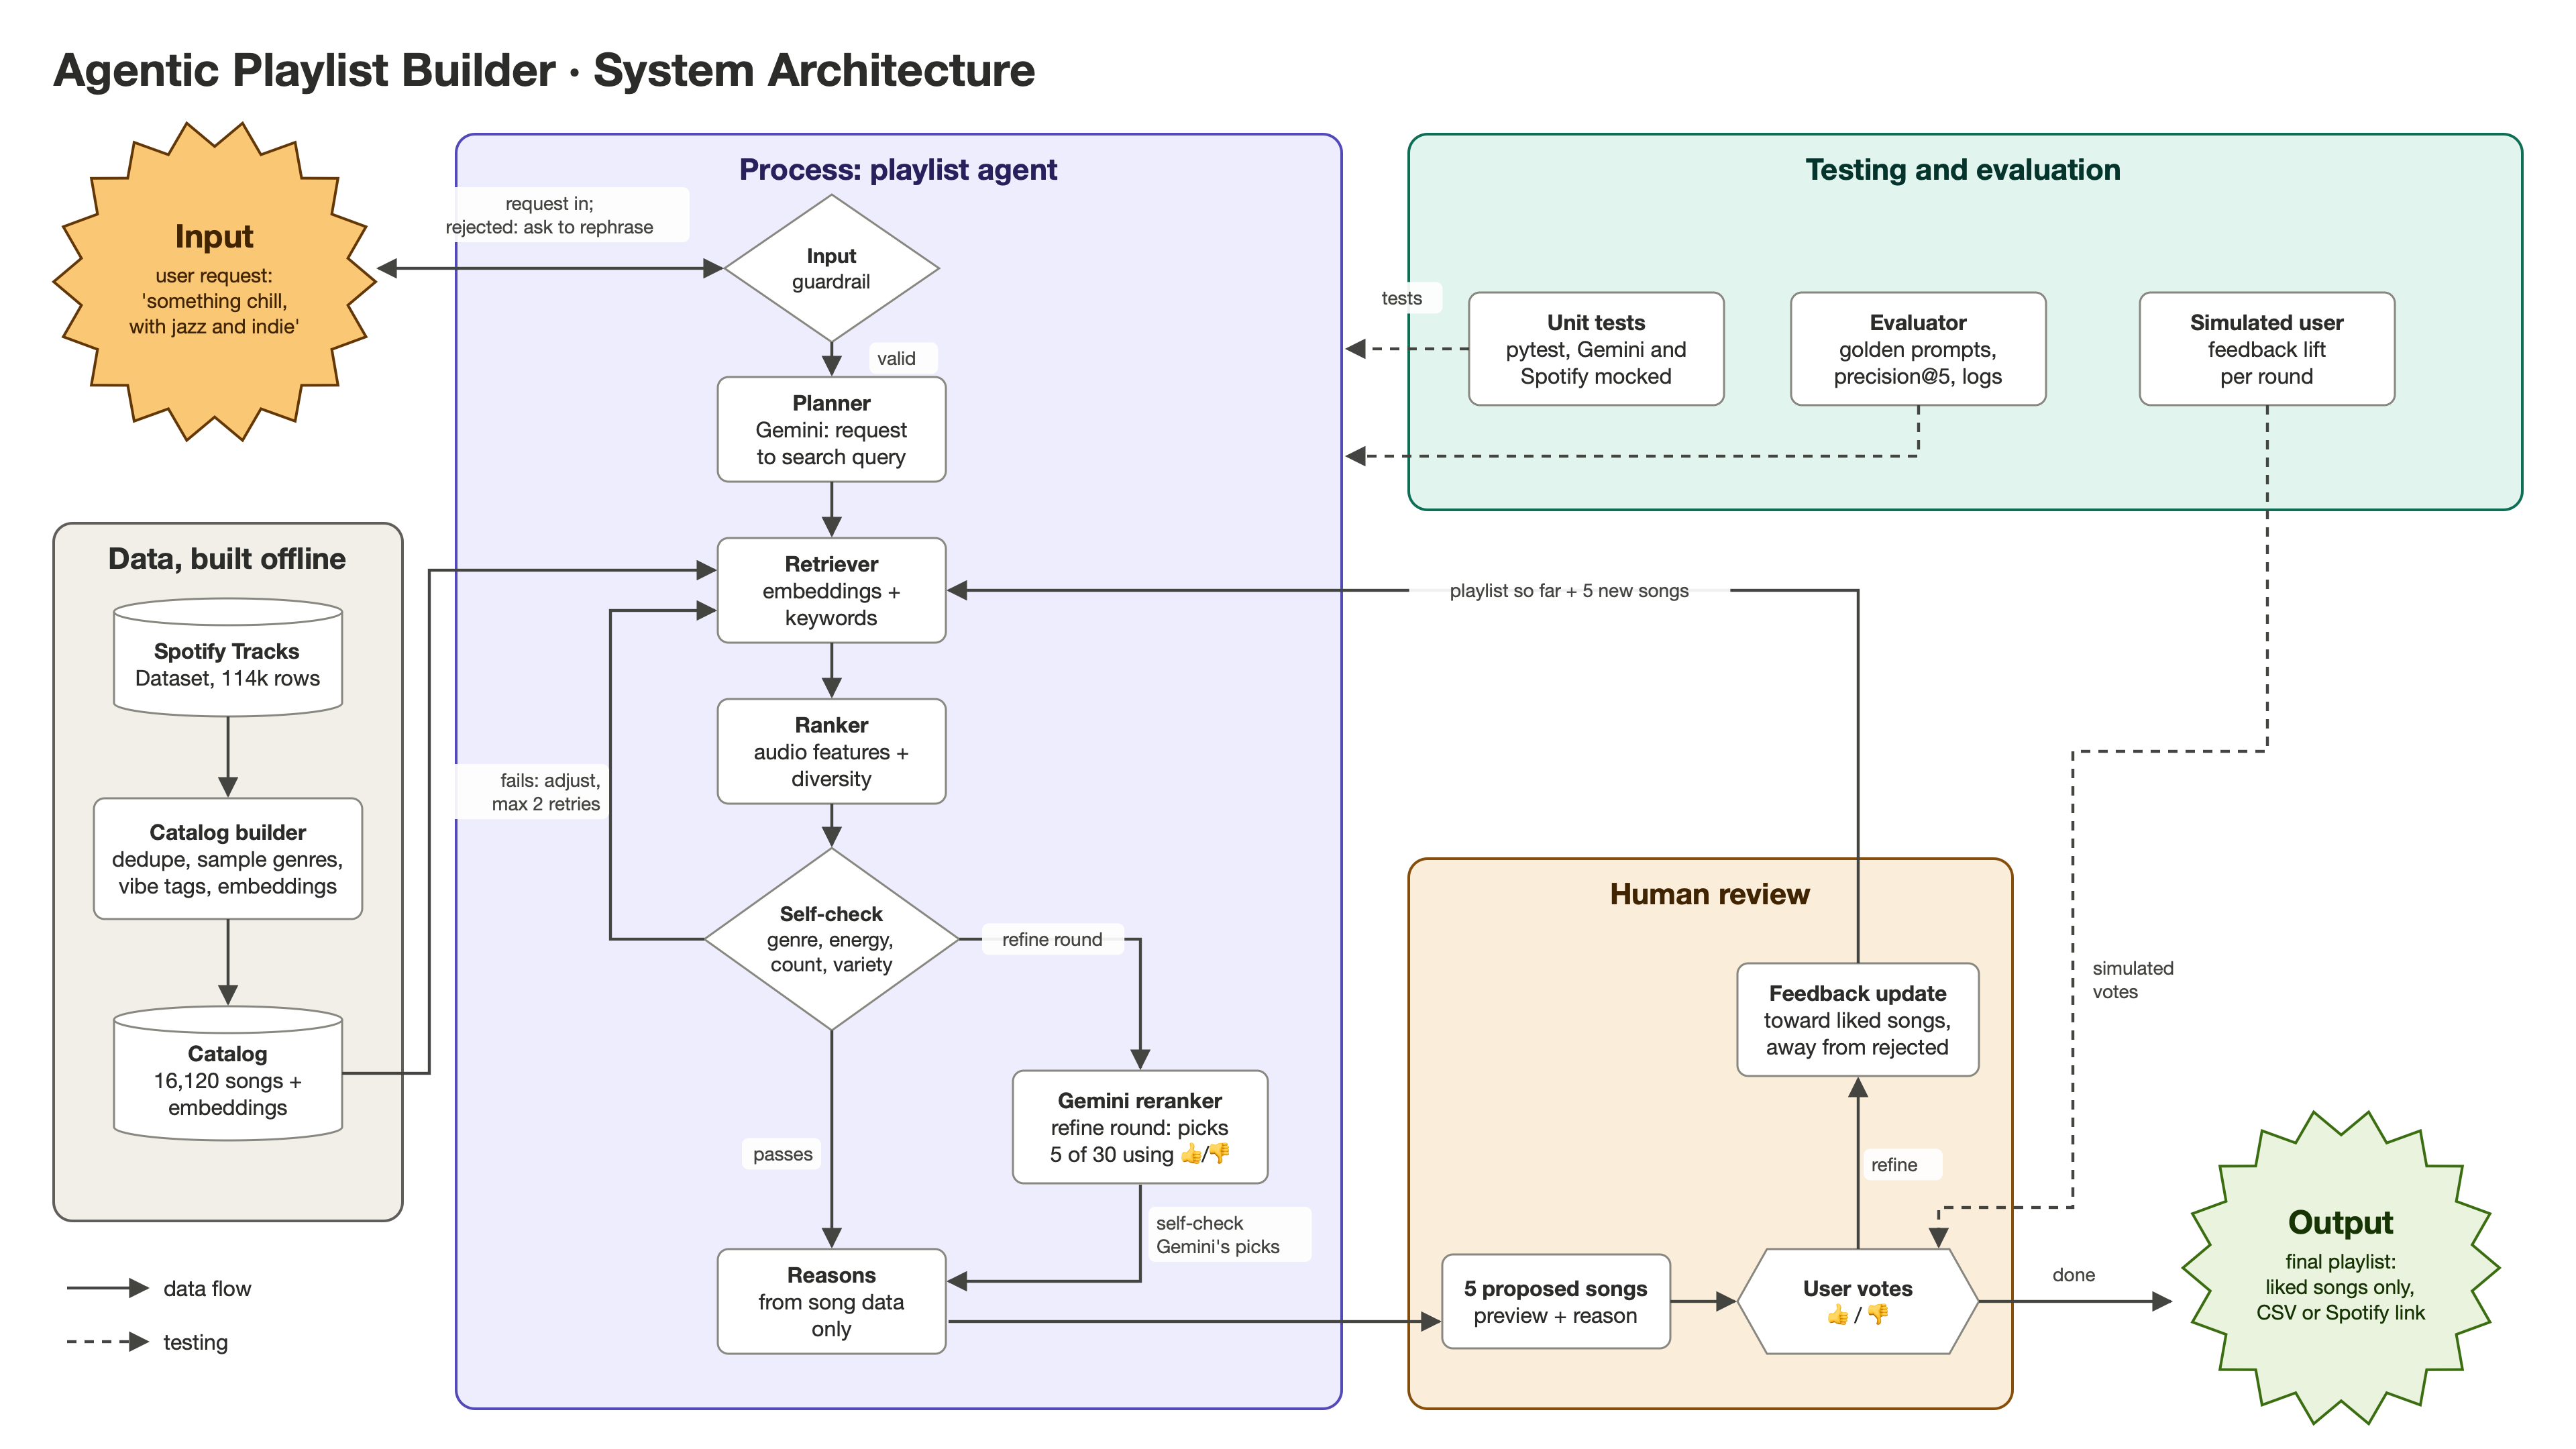 Agentic Playlist Builder · System Architecture
Input
user request:
'something chill,
with jazz and indie'
request in;
rejected: ask to rephrase
Process: playlist agent
Input
guardrail
valid
Planner
Gemini: request
to search query
Retriever
embeddings +
keywords
Ranker
audio features +
diversity
fails: adjust,
max 2 retries
Self-check
genre, energy,
count, variety
refine round
Gemini reranker
refine round: picks
5 of 30 using 👍/👎
passes
self-check
Gemini's picks
Reasons
from song data
only
Data, built offline
Spotify Tracks
Dataset, 114k rows
Catalog builder
dedupe, sample genres,
vibe tags, embeddings
Catalog
16,120 songs +
embeddings
data flow
testing
Testing and evaluation
tests
Unit tests
pytest, Gemini and
Spotify mocked
Evaluator
golden prompts,
precision@5, logs
Simulated user
feedback lift
per round
playlist so far + 5 new songs
Human review
Feedback update
toward liked songs,
away from rejected
simulated
votes
refine
5 proposed songs
preview + reason
User votes
👍 / 👎
done
Output
final playlist:
liked songs only,
CSV or Spotify link